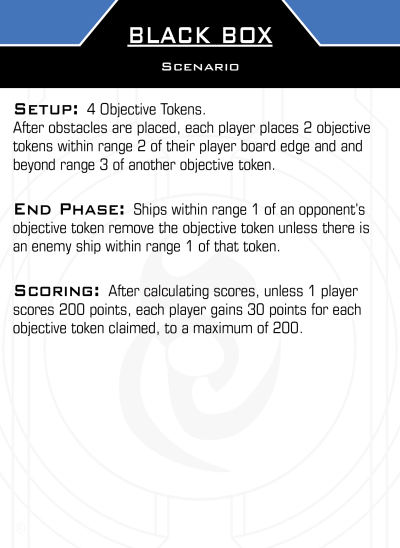 BLACK BOX
SCENARIO
SETUP: 4 Objective Tokens.
After obstacles are placed, each player places 2 objective
tokens within range 2 of their player board edge and and
beyond range 3 of another objective token.
END PHASE: Ships within range 1 of an opponent's
objective token remove the objective token unless there is
an enemy ship within range 1 of that token.
SCORING: After calculating scores, unless 1 player
scores 200 points, each player gains 30 points for each
objective token claimed, to a maximum of 200.